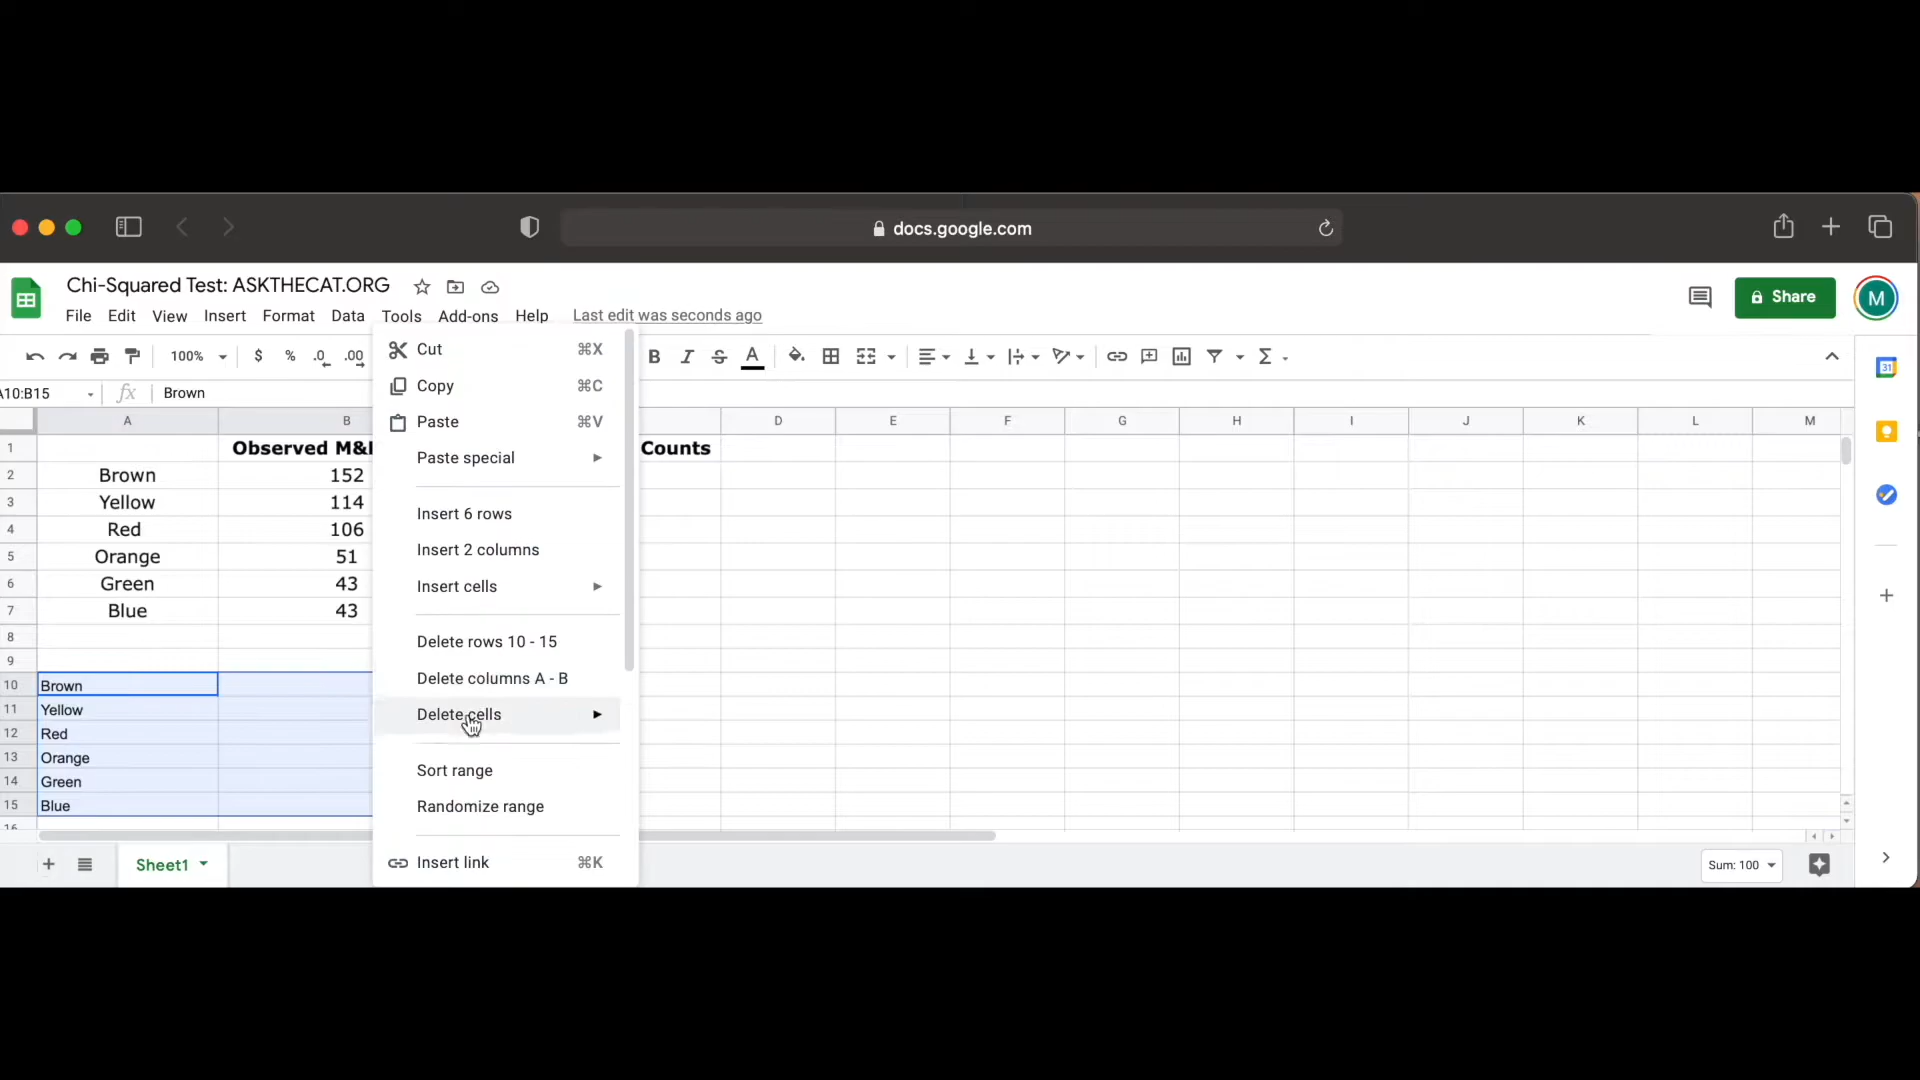 docs.google.com
Chi-Squared Test: ASKTHECAT.ORG
File Edit View Insert Format Data Tools Add-ons Help Last edit was seconds ago
Share
M
100% $ % .0 .00 B I S A Σ
31
A10:B15 fx Brown
A B D E F G H I J K L M
1 Observed M& Counts
2 Brown 152
3 Yellow 114
4 Red 106
5 Orange 51
6 Green 43
7 Blue 43
8
9
10 Brown
11 Yellow
12 Red
13 Orange
14 Green
15 Blue
16
Cut ⌘X
Copy ⌘C
Paste ⌘V
Paste special
Insert 6 rows
Insert 2 columns
Insert cells
Delete rows 10 - 15
Delete columns A - B
Delete cells
Sort range
Randomize range
Insert link ⌘K
Sheet1
Sum: 100